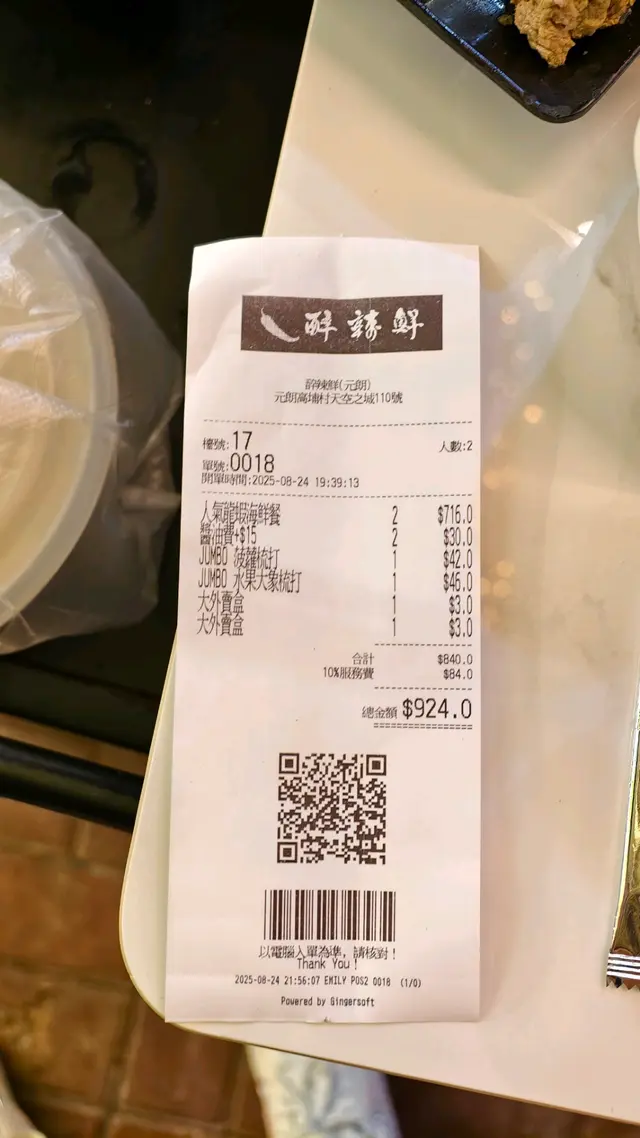 醉辣鮮
醉辣鮮(元朗)
元朗高埔村天空之城110號
檯號:17 人數:2
單號:0018
開單時間:2025-08-24 19:39:13
人氣龍蝦海鮮餐 2 $716.0
醬油費+$15 2 $30.0
JUMBO 菠蘿梳打 1 $42.0
JUMBO 水果大象梳打 1 $46.0
大外賣盒 1 $3.0
大外賣盒 1 $3.0
合計 $840.0
10%服務費 $84.0
總金額 $924.0
以電腦入單為準，請核對！
Thank You！
2025-08-24 21:56:07 EMILY POS2 0018 (1/0)
Powered by Gingersoft